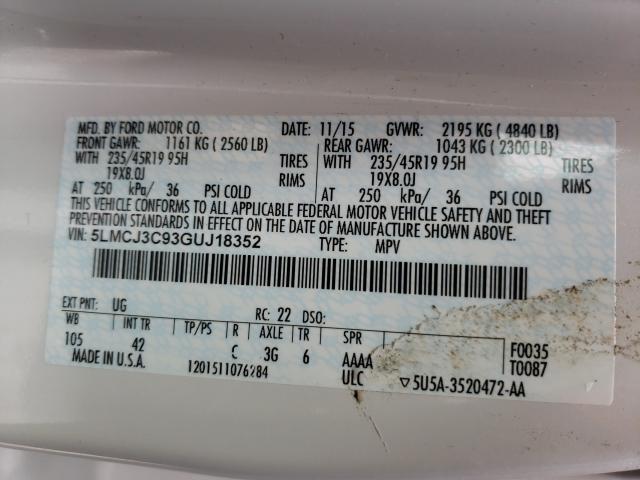 MFD. BY FORD MOTOR CO. DATE: 11/15 GVWR: 2195 KG ( 4840 LB)
FRONT GAWR: 1161 KG ( 2560 LB) REAR GAWR: 1043 KG ( 2300 LB)
WITH 235/45R19 95H TIRES WITH 235/45R19 95H TIRES
19X8.0J RIMS 19X8.0J RIMS
AT 250 kPa/ 36 PSI COLD AT 250 kPa/ 36 PSI COLD
THIS VEHICLE CONFORMS TO ALL APPLICABLE FEDERAL MOTOR VEHICLE SAFETY AND THEFT
PREVENTION STANDARDS IN EFFECT ON THE DATE OF MANUFACTURE SHOWN ABOVE.
VIN: 5LMCJ3C93GUJ18352 TYPE: MPV
EXT PNT: UG RC: 22 DSO:
WB INT TR TP/PS R AXLE TR SPR F0035
105 42 C 3G 6 AAAA T0087
MADE IN U.S.A. 1201511076284 ULC ▽5U5A-3520472-AA